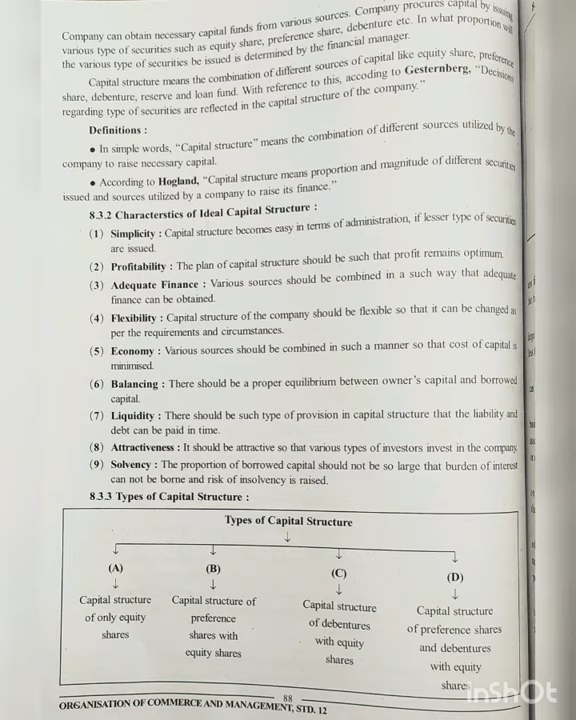 Company can obtain necessary capital funds from various sources. Company procures capital by issuing
various type of securities such as equity share, preference share, debenture etc. In what proportion will
the various type of securities be issued is determined by the financial manager.
Capital structure means the combination of different sources of capital like equity share, preference
share, debenture, reserve and loan fund. With reference to this, accoding to Gesternberg, "Decisions
regarding type of securities are reflected in the capital structure of the company."
Definitions :
• In simple words, "Capital structure" means the combination of different sources utilized by the
company to raise necessary capital.
• According to Hogland, "Capital structure means proportion and magnitude of different securities
issued and sources utilized by a company to raise its finance."
8.3.2 Characterstics of Ideal Capital Structure :
(1) Simplicity : Capital structure becomes easy in terms of administration, if lesser type of securities
are issued.
(2) Profitability : The plan of capital structure should be such that profit remains optimum.
(3) Adequate Finance : Various sources should be combined in a such way that adequate
finance can be obtained.
(4) Flexibility : Capital structure of the company should be flexible so that it can be changed as
per the requirements and circumstances.
(5) Economy : Various sources should be combined in such a manner so that cost of capital is
minimised.
(6) Balancing : There should be a proper equilibrium between owner's capital and borrowed
capital.
(7) Liquidity : There should be such type of provision in capital structure that the liability and
debt can be paid in time.
(8) Attractiveness : It should be attractive so that various types of investors invest in the company.
(9) Solvency : The proportion of borrowed capital should not be so large that burden of interest
can not be borne and risk of insolvency is raised.
8.3.3 Types of Capital Structure :
Types of Capital Structure
(A)
Capital structure
of only equity
shares
(B)
Capital structure of
preference
shares with
equity shares
(C)
Capital structure
of debentures
with equity
shares
(D)
Capital structure
of preference shares
and debentures
with equity
shares
88
ORGANISATION OF COMMERCE AND MANAGEMENT, STD. 12
InShOt